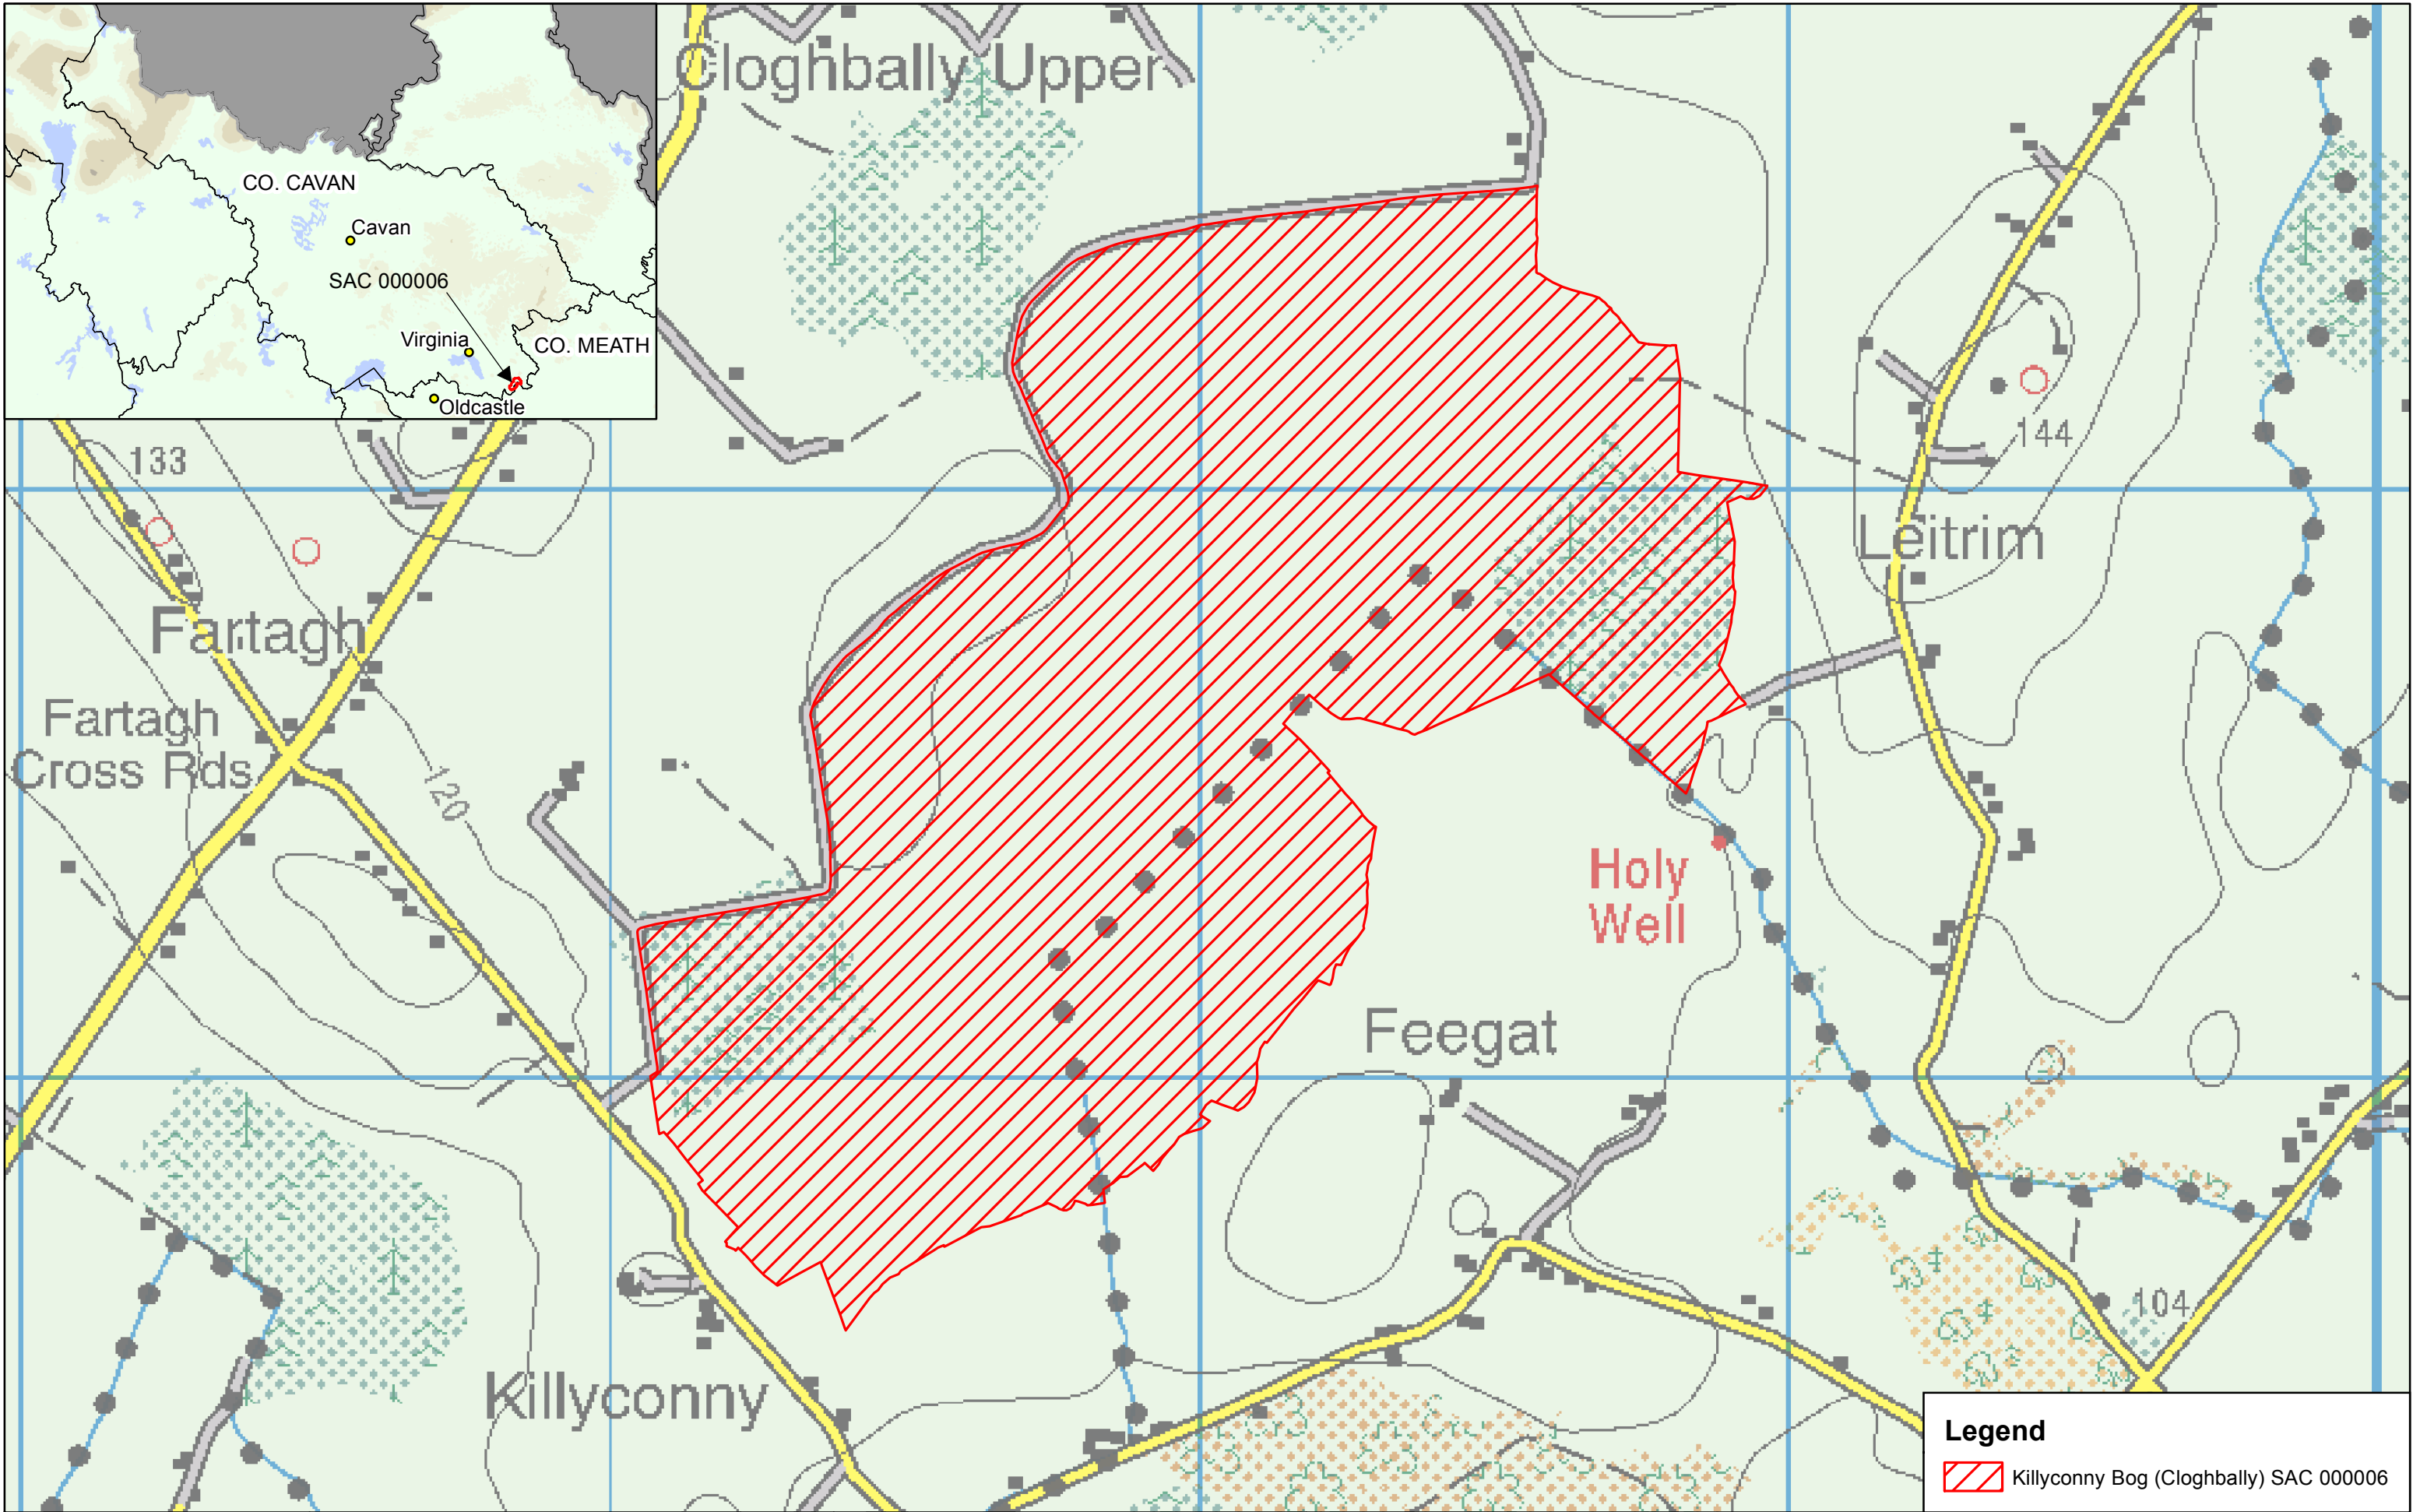 CO. CAVAN
Cavan
SAC 000006
Virginia
CO. MEATH
Oldcastle
Cloghbally Upper
133
144
Leitrim
Fartagh
Fartagh
Cross Rds
120
Holy
Well
Feegat
104
Killyconny
Legend
Killyconny Bog (Cloghbally) SAC 000006